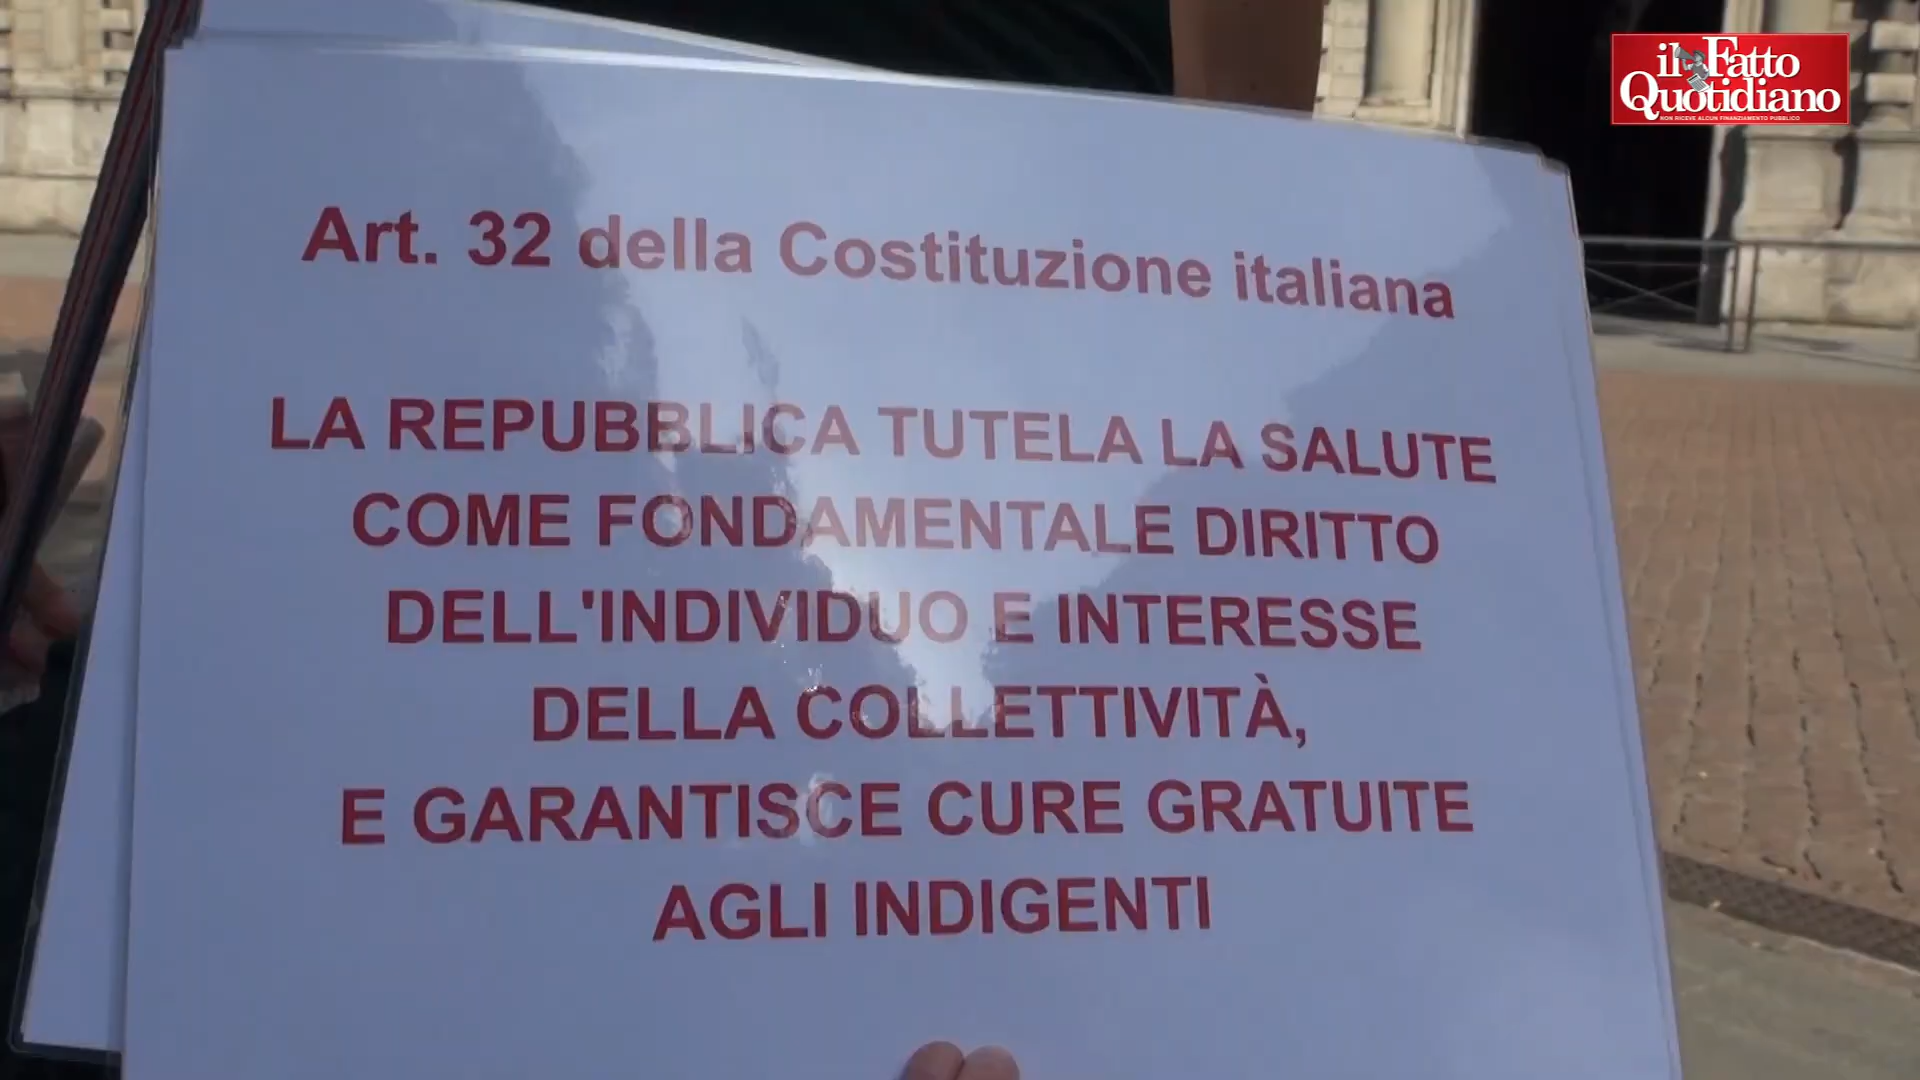 il Fatto
Quotidiano
NON RICEVE ALCUN FINANZIAMENTO PUBBLICO
Art. 32 della Costituzione italiana
LA REPUBBLICA TUTELA LA SALUTE
COME FONDAMENTALE DIRITTO
DELL'INDIVIDUO E INTERESSE
DELLA COLLETTIVITÀ,
E GARANTISCE CURE GRATUITE
AGLI INDIGENTI